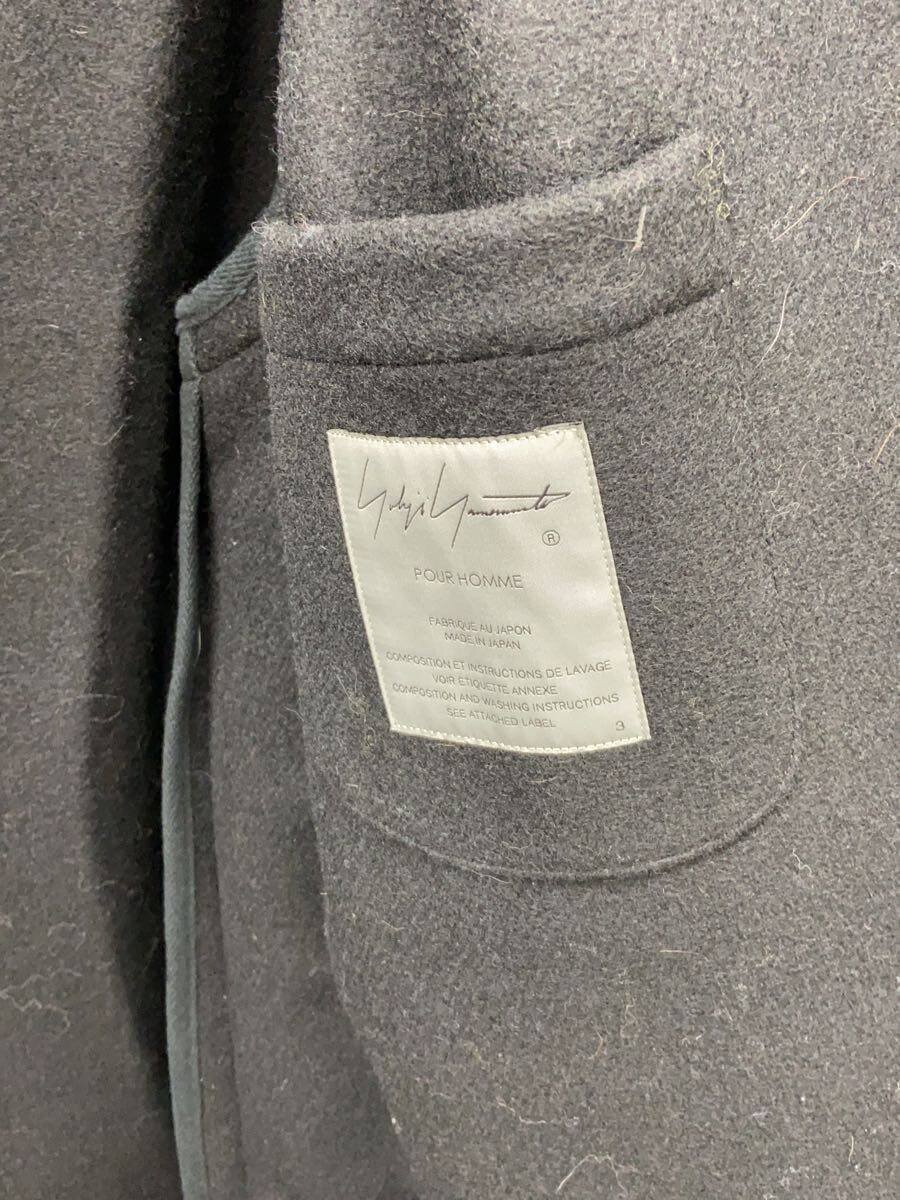 Yohji Yamamoto
®
POUR HOMME
FABRIQUE AU JAPON
MADE IN JAPAN
COMPOSITION ET INSTRUCTIONS DE LAVAGE
VOIR ETIQUETTE ANNEXE
COMPOSITION AND WASHING INSTRUCTIONS
SEE ATTACHED LABEL
3